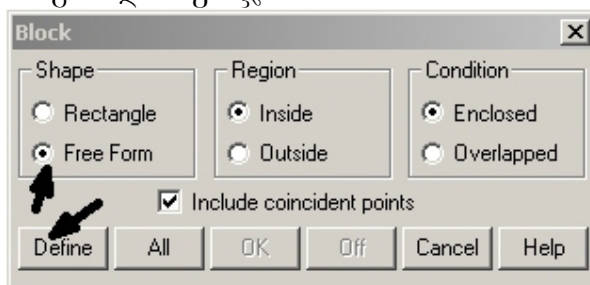 Block
Shape Region Condition
Rectangle Inside Enclosed
Free Form Outside Overlapped
Include coincident points
Define All OK Off Cancel Help